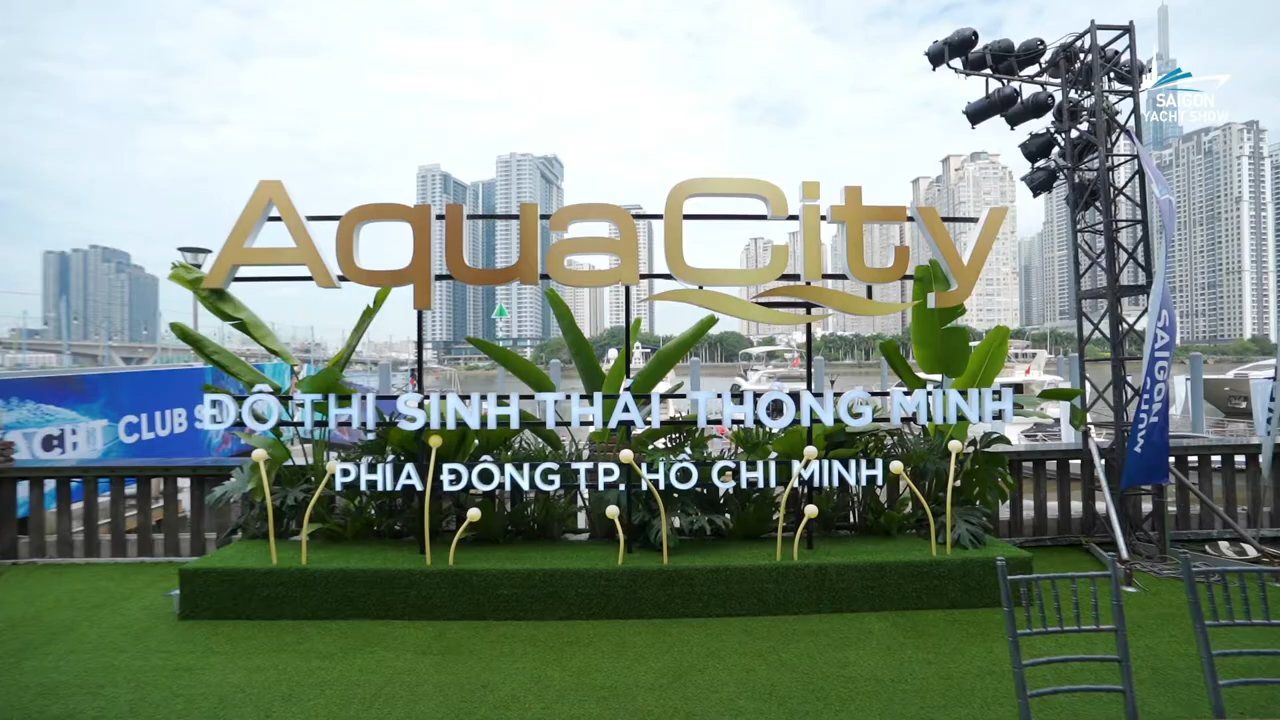 SAIGON
YACHT SHOW
AquaCity
ĐÔ THỊ SINH THÁI THÔNG MINH
PHÍA ĐÔNG TP. HỒ CHÍ MINH
YACHT CLUB
SAIGON